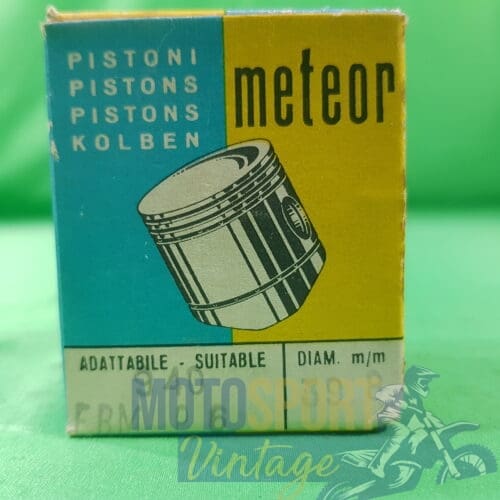 PISTONI
PISTONS
PISTONS
KOLBEN
meteor
ADATTABILE - SUITABLE
DIAM. m/m
MOTOSPORT
Vintage